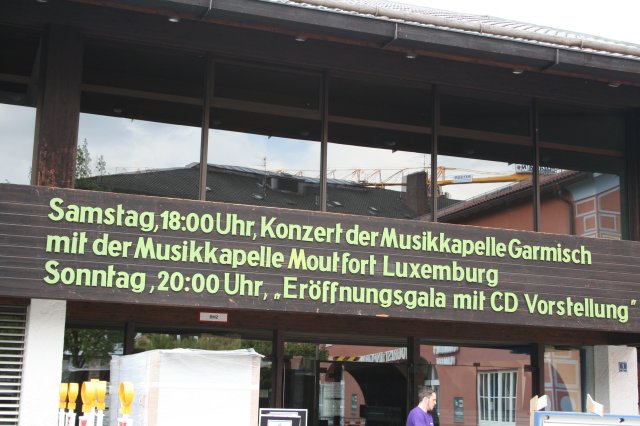 Samstag, 18:00 Uhr, Konzert der Musikkapelle Garmisch
mit der Musikkapelle Moutfort Luxemburg
Sonntag , 20:00 Uhr, „Eröffnungsgala mit CD Vorstellung"